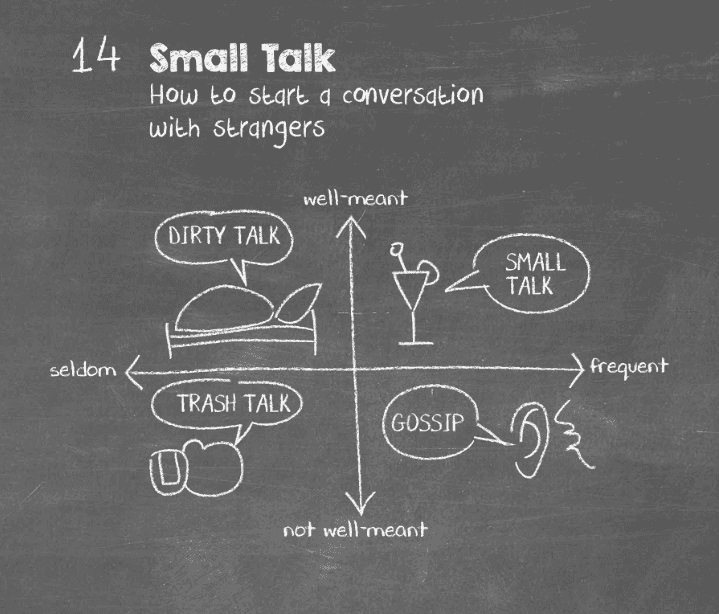 14 Small Talk
How to start a conversation
with strangers
well-meant
DIRTY TALK
SMALL
TALK
seldom
frequent
TRASH TALK
GOSSIP
not well-meant